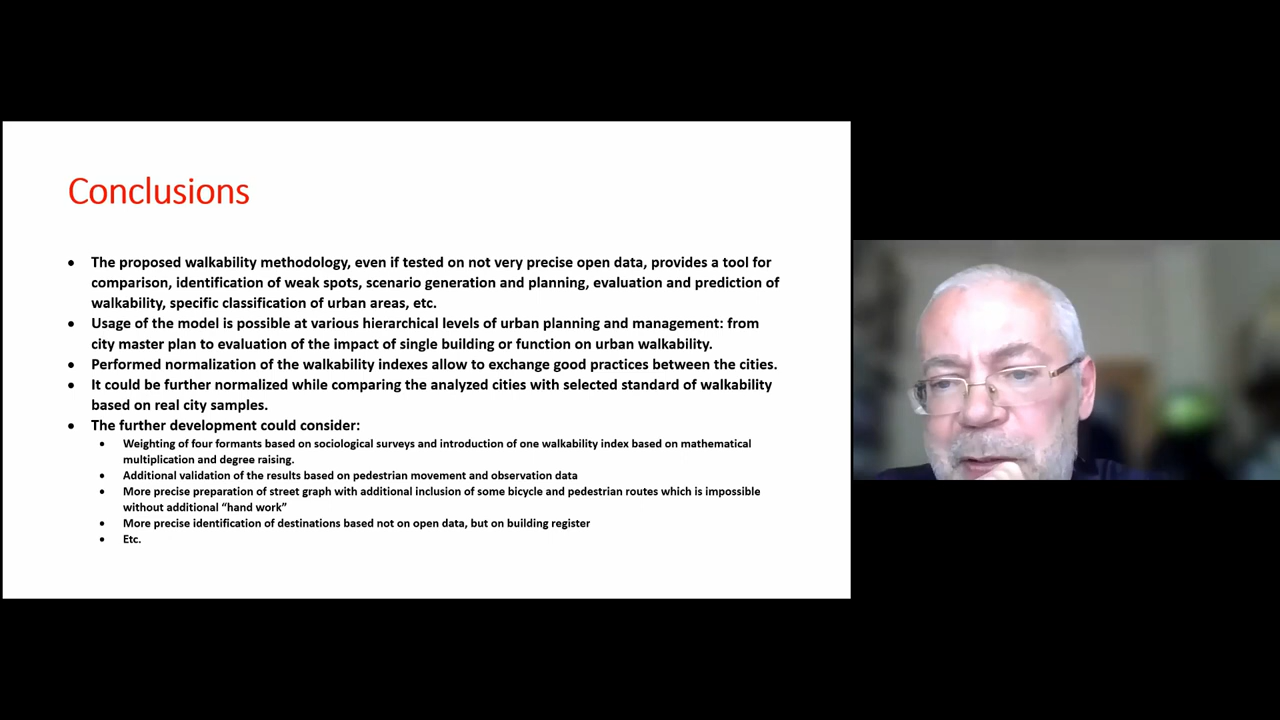 Conclusions
• The proposed walkability methodology, even if tested on not very precise open data, provides a tool for
comparison, identification of weak spots, scenario generation and planning, evaluation and prediction of
walkability, specific classification of urban areas, etc.
• Usage of the model is possible at various hierarchical levels of urban planning and management: from
city master plan to evaluation of the impact of single building or function on urban walkability.
• Performed normalization of the walkability indexes allow to exchange good practices between the cities.
• It could be further normalized while comparing the analyzed cities with selected standard of walkability
based on real city samples.
• The further development could consider:
• Weighting of four formants based on sociological surveys and introduction of one walkability index based on mathematical
multiplication and degree raising.
• Additional validation of the results based on pedestrian movement and observation data
• More precise preparation of street graph with additional inclusion of some bicycle and pedestrian routes which is impossible
without additional “hand work”
• More precise identification of destinations based not on open data, but on building register
• Etc.